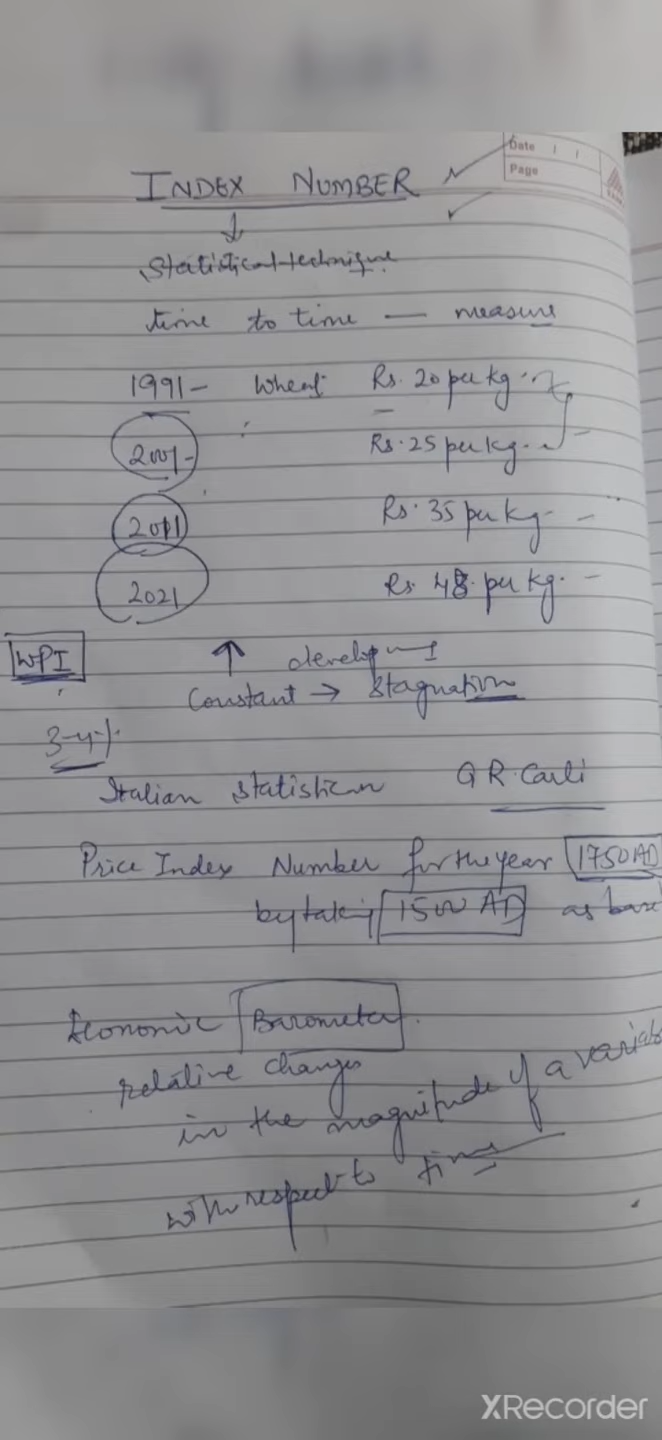 Date / /
Page
INDEX NUMBER
↓
Statistical technique
time to time — measure
1991 - Wheat Rs. 20 per kg.
2001 - Rs. 25 per kg.
2011 Rs. 35 per kg -
2021 Rs. 48 per kg. -
WPI ↑
Constant → Stagnation
3-4%
Italian statistican G R. Carli
Price Index Number for the year 1750 AD
by taking 1500 AD as base
Economic Barometer.
relative changes
in the magnitude of a variab
with respect to time
XRecorder